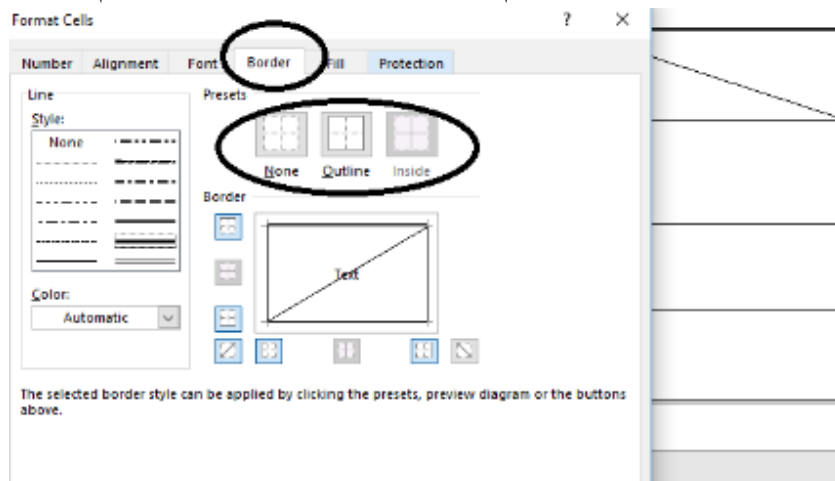 Format Cells ? ×
Number Alignment Font Border Fill Protection
Line
Style:
None
Color:
Automatic
Presets
None Outline Inside
Border
Text
The selected border style can be applied by clicking the presets, preview diagram or the buttons
above.